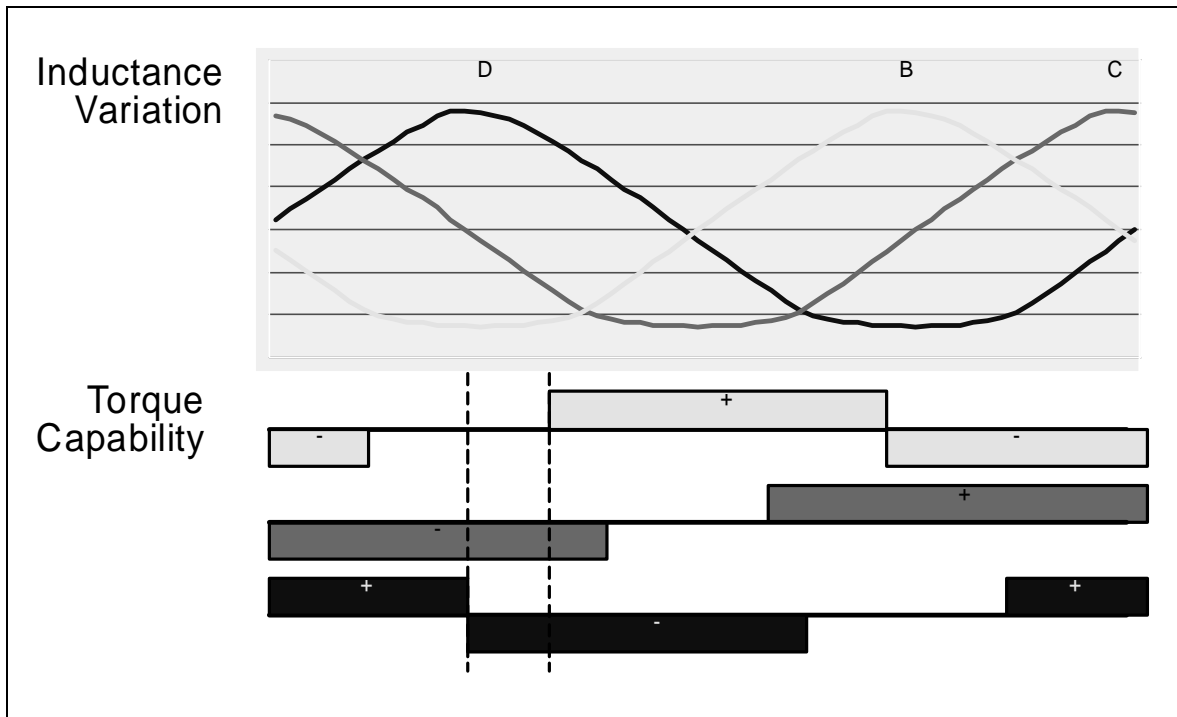 Inductance
Variation
D
B
C
Torque
Capability
+
-
-
+
-
+
+
-